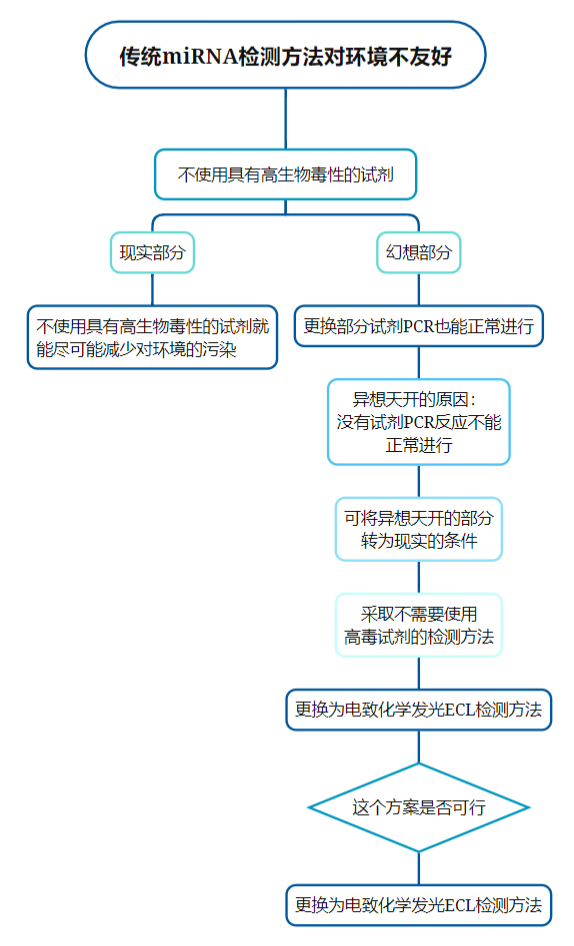 传统miRNA检测方法对环境不友好
不使用具有高生物毒性的试剂
现实部分
幻想部分
不使用具有高生物毒性的试剂就
能尽可能减少对环境的污染
更换部分试剂PCR也能正常进行
异想天开的原因：
没有试剂PCR反应不能
正常进行
可将异想天开的部分
转为现实的条件
采取不需要使用
高毒试剂的检测方法
更换为电致化学发光ECL检测方法
这个方案是否可行
更换为电致化学发光ECL检测方法